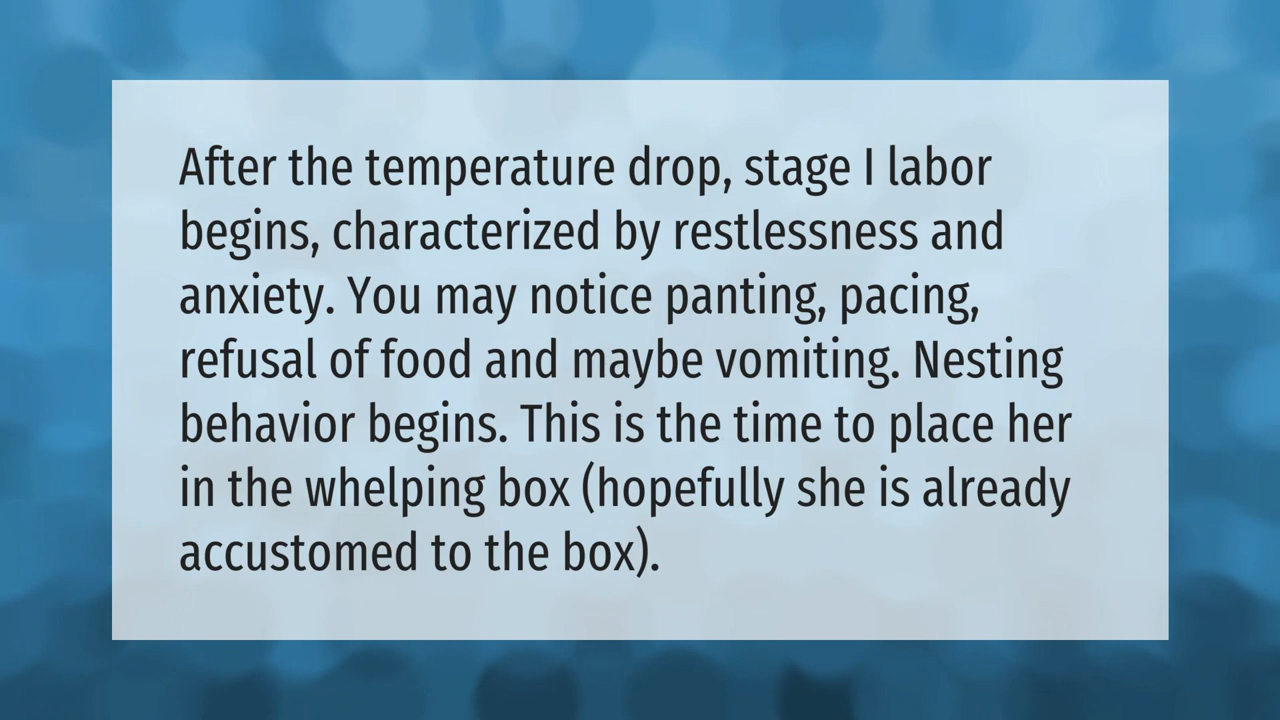 After the temperature drop, stage I labor
begins, characterized by restlessness and
anxiety. You may notice panting, pacing,
refusal of food and maybe vomiting. Nesting
behavior begins. This is the time to place her
in the whelping box (hopefully she is already
accustomed to the box).